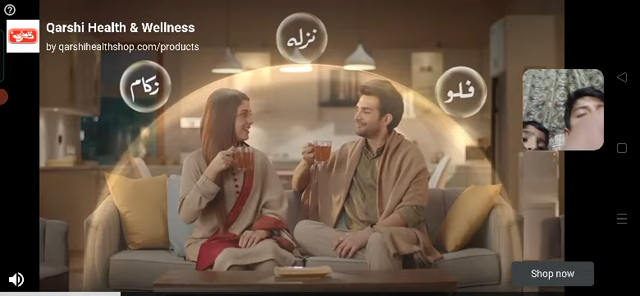 Qarshi Health & Wellness
by qarshihealthshop.com/products
نزلہ
زکام
فلو
Shop now